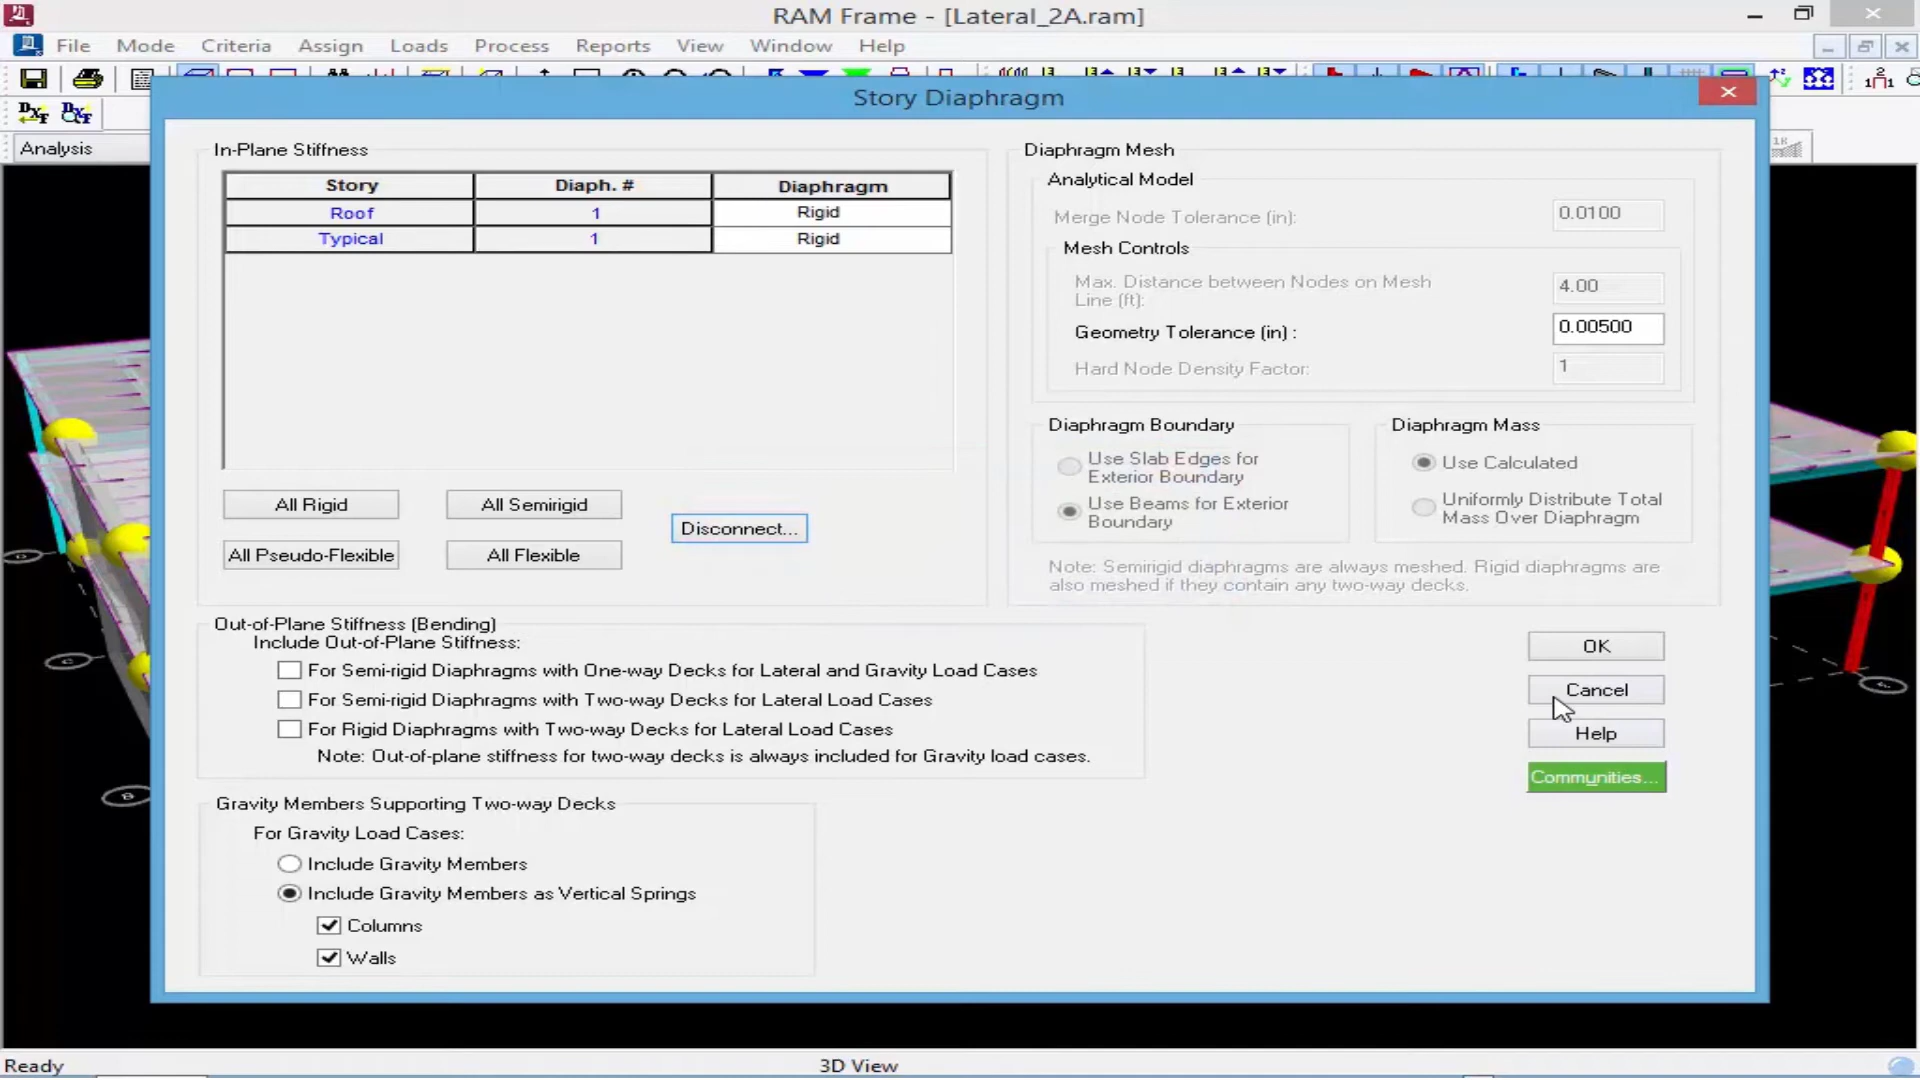 RAM Frame - [Lateral_2A.ram]
File Mode Criteria Assign Loads Process Reports View Window Help
Analysis
Story Diaphragm
In-Plane Stiffness
Story Diaph. # Diaphragm
Roof 1 Rigid
Typical 1 Rigid
All Rigid
All Semirigid
Disconnect...
All Pseudo-Flexible
All Flexible
Diaphragm Mesh
Analytical Model
Merge Node Tolerance (in): 0.0100
Mesh Controls
Max. Distance between Nodes on Mesh
Line (ft): 4.00
Geometry Tolerance (in) : 0.00500
Hard Node Density Factor: 1
Diaphragm Boundary
Use Slab Edges for
Exterior Boundary
Use Beams for Exterior
Boundary
Diaphragm Mass
Use Calculated
Uniformly Distribute Total
Mass Over Diaphragm
Note: Semirigid diaphragms are always meshed. Rigid diaphragms are
also meshed if they contain any two-way decks.
Out-of-Plane Stiffness (Bending)
Include Out-of-Plane Stiffness:
For Semi-rigid Diaphragms with One-way Decks for Lateral and Gravity Load Cases
For Semi-rigid Diaphragms with Two-way Decks for Lateral Load Cases
For Rigid Diaphragms with Two-way Decks for Lateral Load Cases
Note: Out-of-plane stiffness for two-way decks is always included for Gravity load cases.
Gravity Members Supporting Two-way Decks
For Gravity Load Cases:
Include Gravity Members
Include Gravity Members as Vertical Springs
Columns
Walls
OK
Cancel
Help
Communities...
Ready
3D View